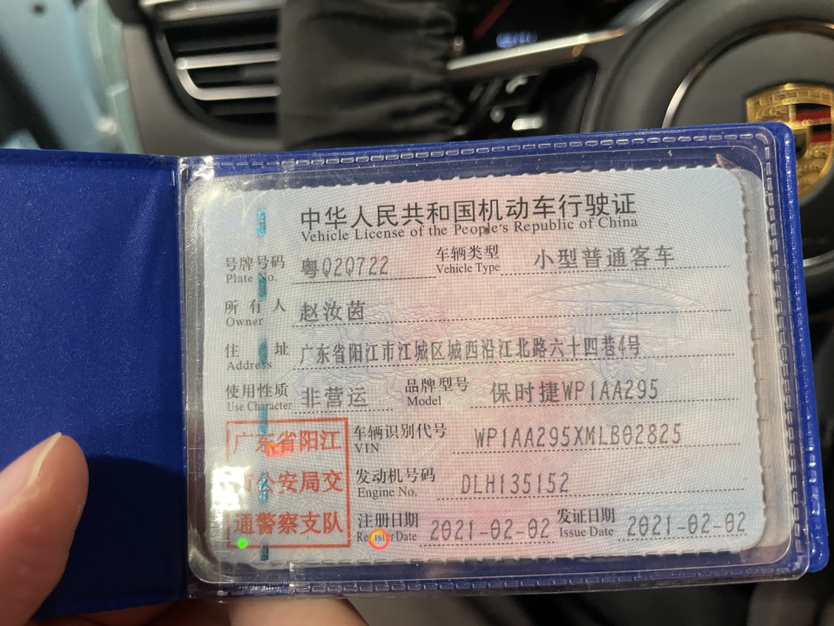 中华人民共和国机动车行驶证
Vehicle License of the People's Republic of China
号牌号码 粤Q2Q722 车辆类型 小型普通客车
Plate No. Vehicle Type
所有人 赵汝茵
Owner
住址 广东省阳江市江城区城西沿江北路六十四巷4号
Address
使用性质 非营运 品牌型号 保时捷WP1AA295
Use Character Model
广东省阳江
市公安局交
通警察支队
车辆识别代号 WP1AA295XMLB02825
VIN
发动机号码 DLH135152
Engine No.
注册日期 2021-02-02 发证日期 2021-02-02
Register Date Issue Date